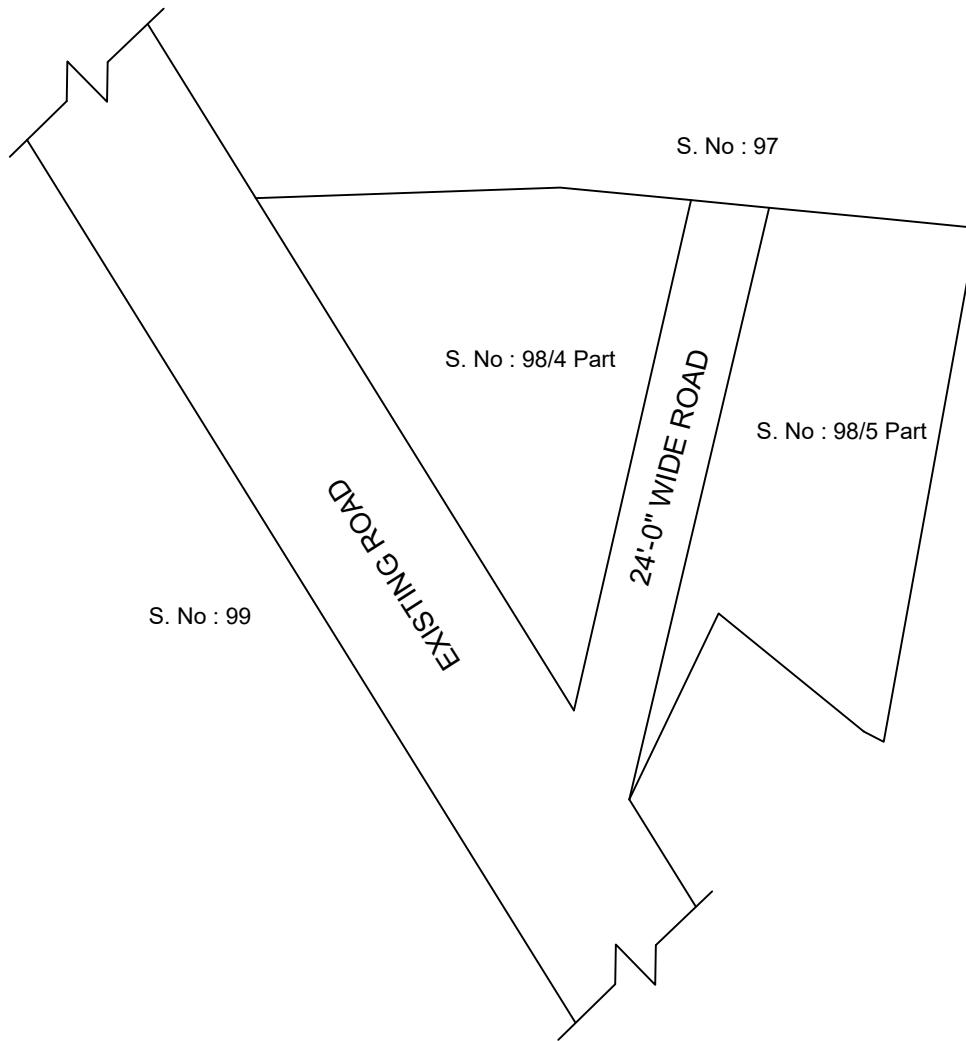 S. No : 97
S. No : 98/4 Part
S. No : 98/5 Part
24'-0" WIDE ROAD
EXISTING ROAD
S. No : 99